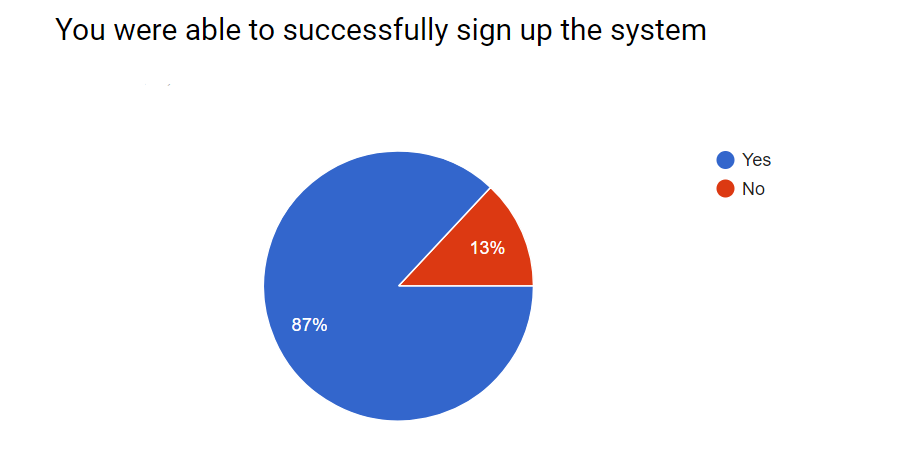 You were able to successfully sign up the system
Yes
No
13%
87%